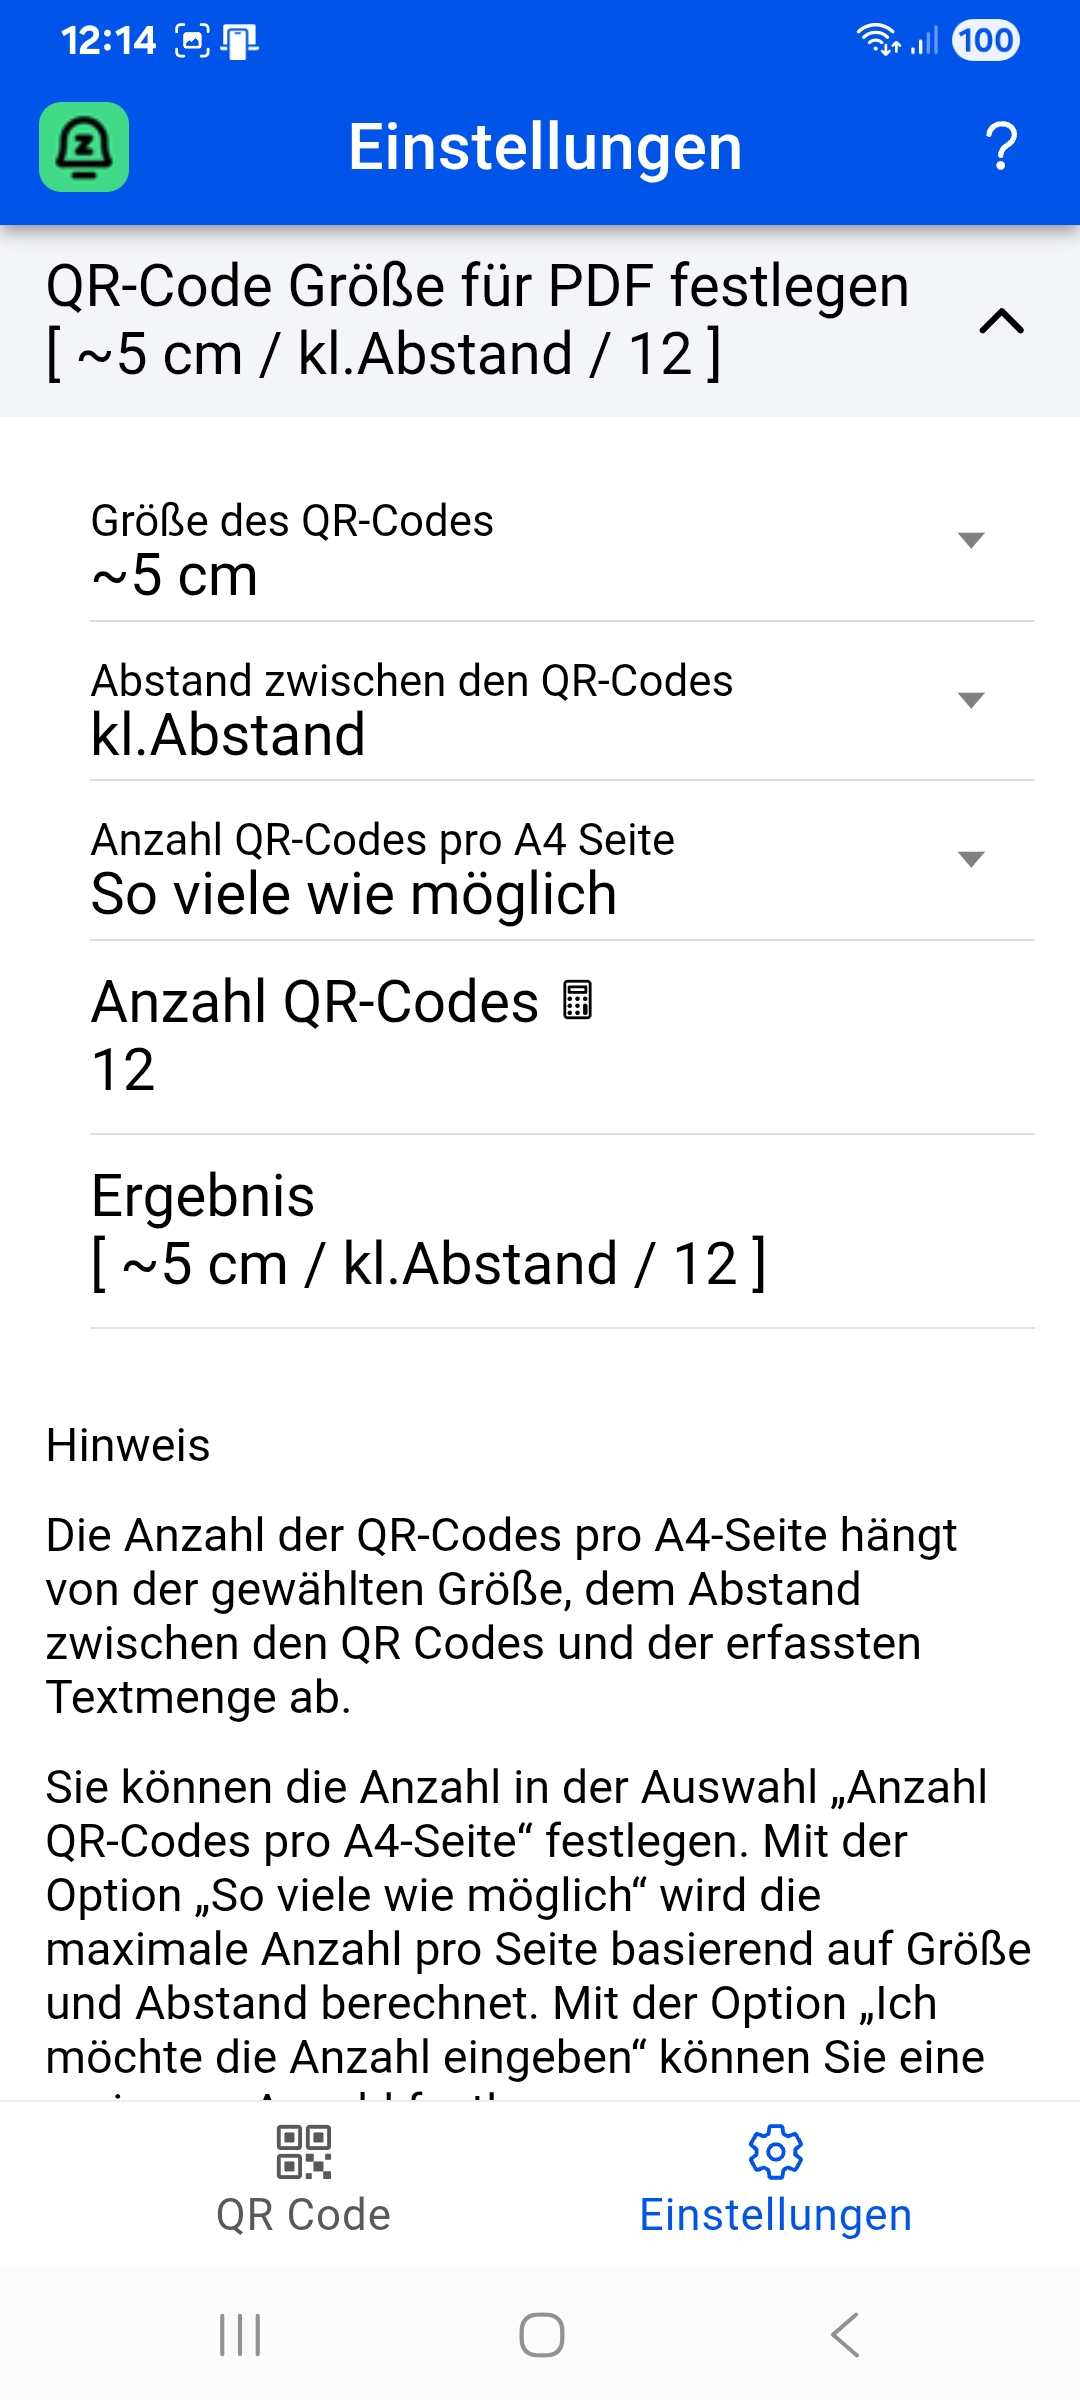 12:14
100
Einstellungen
?
QR-Code Größe für PDF festlegen
[ ~5 cm / kl.Abstand / 12 ]
Größe des QR-Codes
~5 cm
Abstand zwischen den QR-Codes
kl.Abstand
Anzahl QR-Codes pro A4 Seite
So viele wie möglich
Anzahl QR-Codes
12
Ergebnis
[ ~5 cm / kl.Abstand / 12 ]
Hinweis
Die Anzahl der QR-Codes pro A4-Seite hängt
von der gewählten Größe, dem Abstand
zwischen den QR Codes und der erfassten
Textmenge ab.
Sie können die Anzahl in der Auswahl „Anzahl
QR-Codes pro A4-Seite“ festlegen. Mit der
Option „So viele wie möglich“ wird die
maximale Anzahl pro Seite basierend auf Größe
und Abstand berechnet. Mit der Option „Ich
möchte die Anzahl eingeben“ können Sie eine
QR Code
Einstellungen